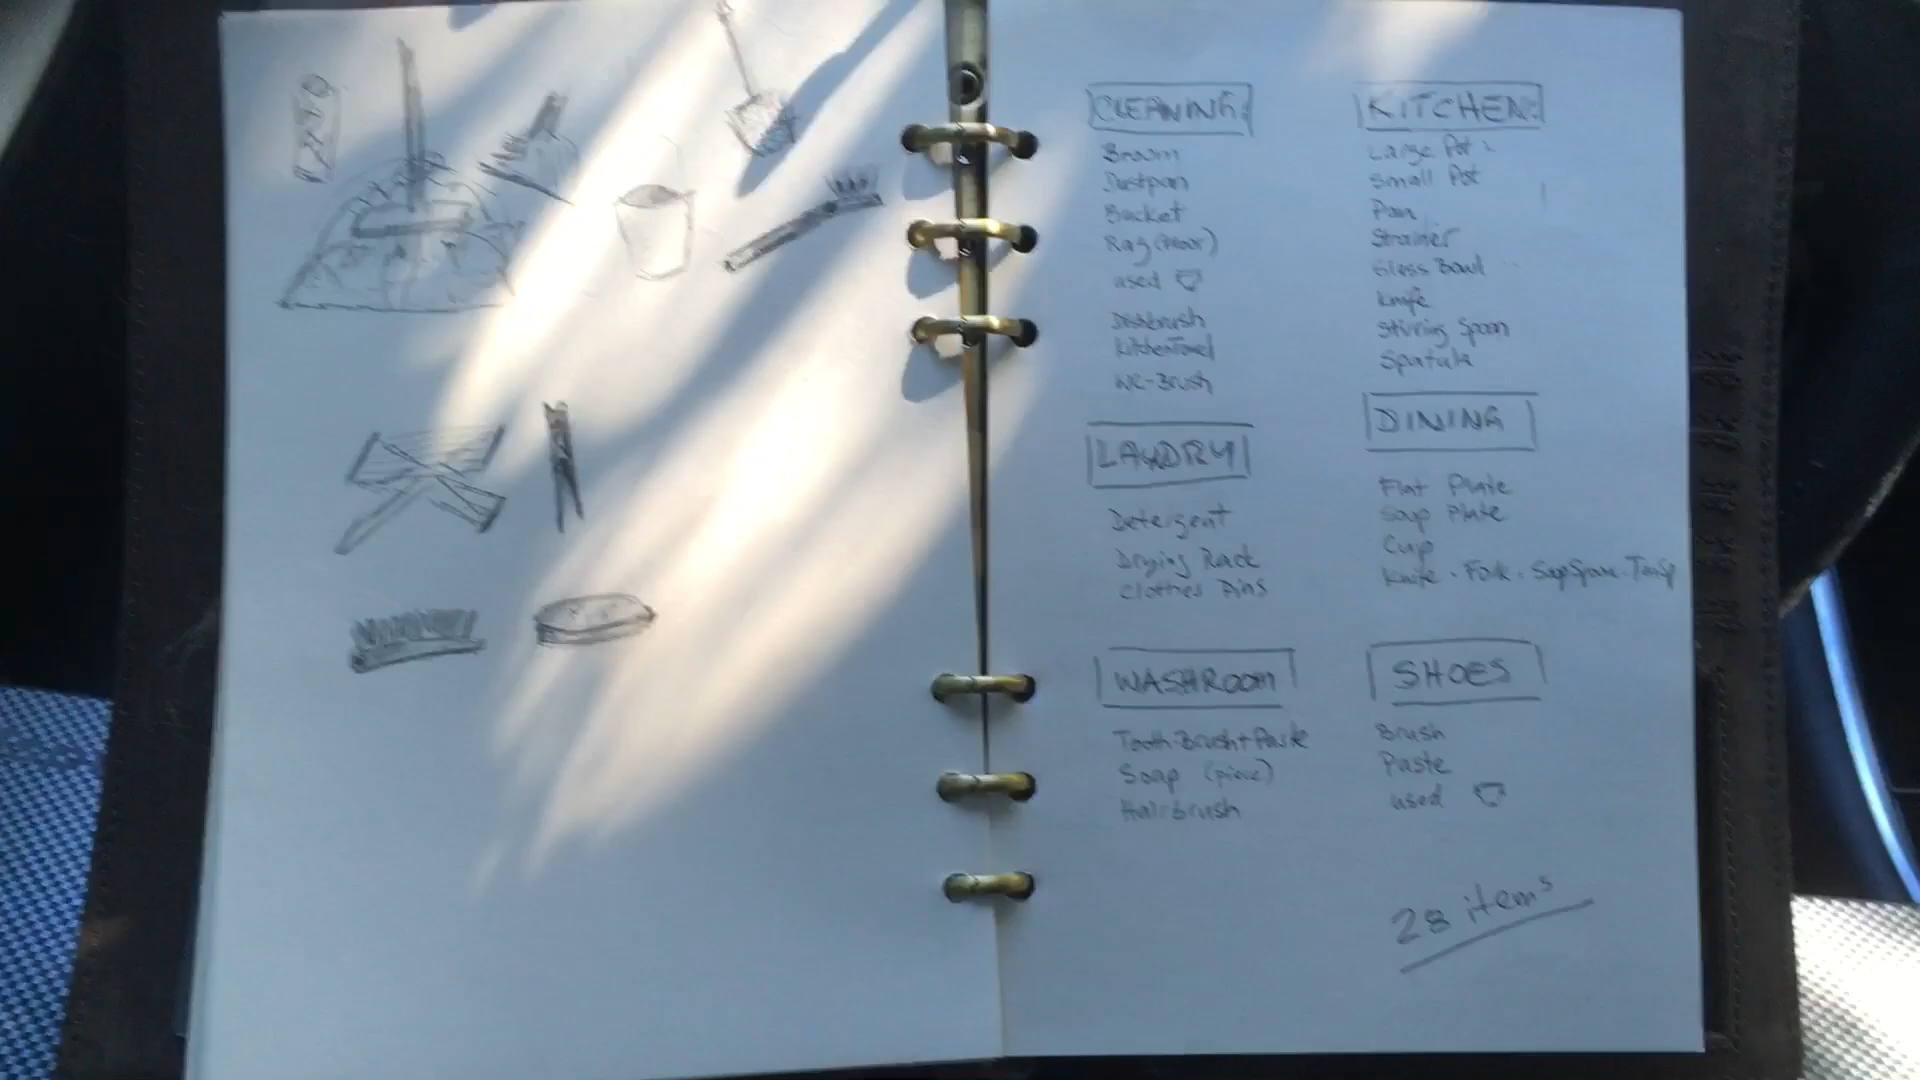 CLEANING:
Broom
Dustpan
Bucket
Rag (Floor)
used
Dishbrush
KitchenTowel
WC-Brush
LAUNDRY
Detergent
Drying Rack
Clothes Pins
WASHROOM
Tooth-Brush+Paste
Soap (piece)
Hairbrush
KITCHEN:
Large Pot
Small Pot
Pan
Strainer
Glass Bowl
Knife
Stirring Spoon
Spatula
DINING
Flat Plate
Soup Plate
Cup
Knife · Fork · SoupSpoon · TeaSp
SHOES
Brush
Paste
used
28 items